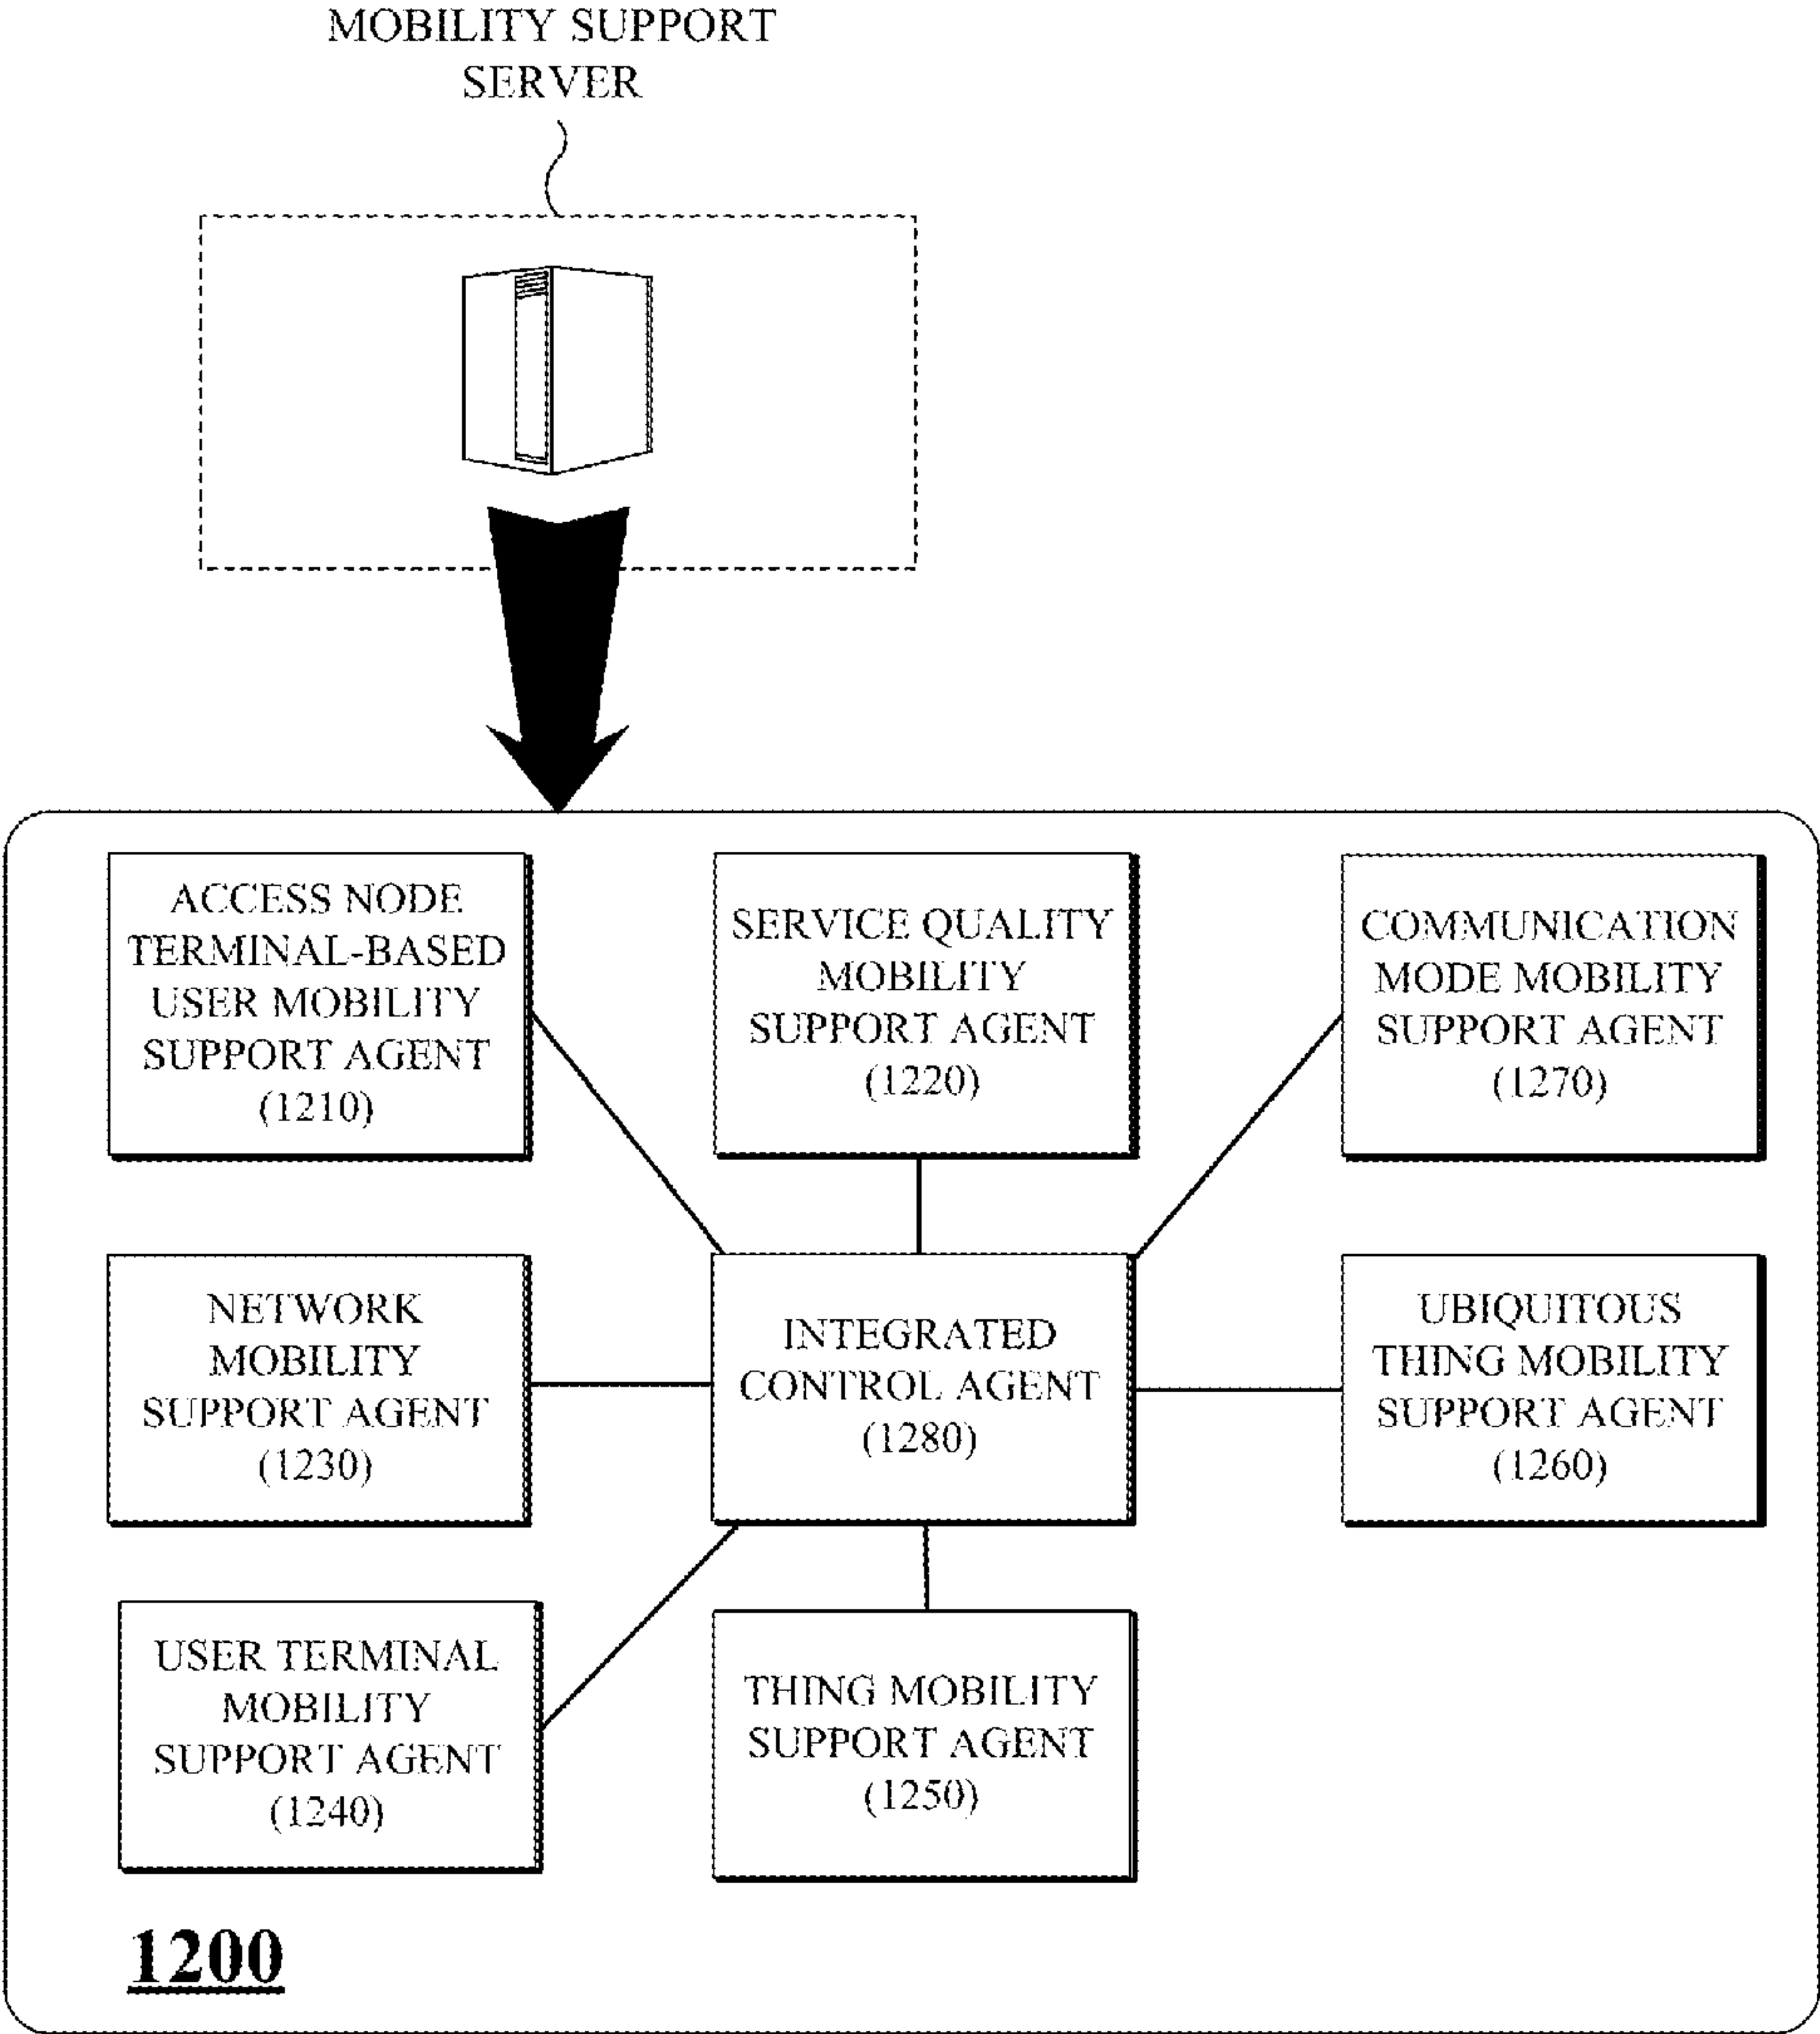 MOBILITY SUPPORT
SERVER
ACCESS NODE
TERMINAL-BASED
USER MOBILITY
SUPPORT AGENT
(1210)
SERVICE QUALITY
MOBILITY
SUPPORT AGENT
(1220)
COMMUNICATION
MODE MOBILITY
SUPPORT AGENT
(1270)
NETWORK
MOBILITY
SUPPORT AGENT
(1230)
INTEGRATED
CONTROL AGENT
(1280)
UBIQUITOUS
THING MOBILITY
SUPPORT AGENT
(1260)
USER TERMINAL
MOBILITY
SUPPORT AGENT
(1240)
THING MOBILITY
SUPPORT AGENT
(1250)
1200